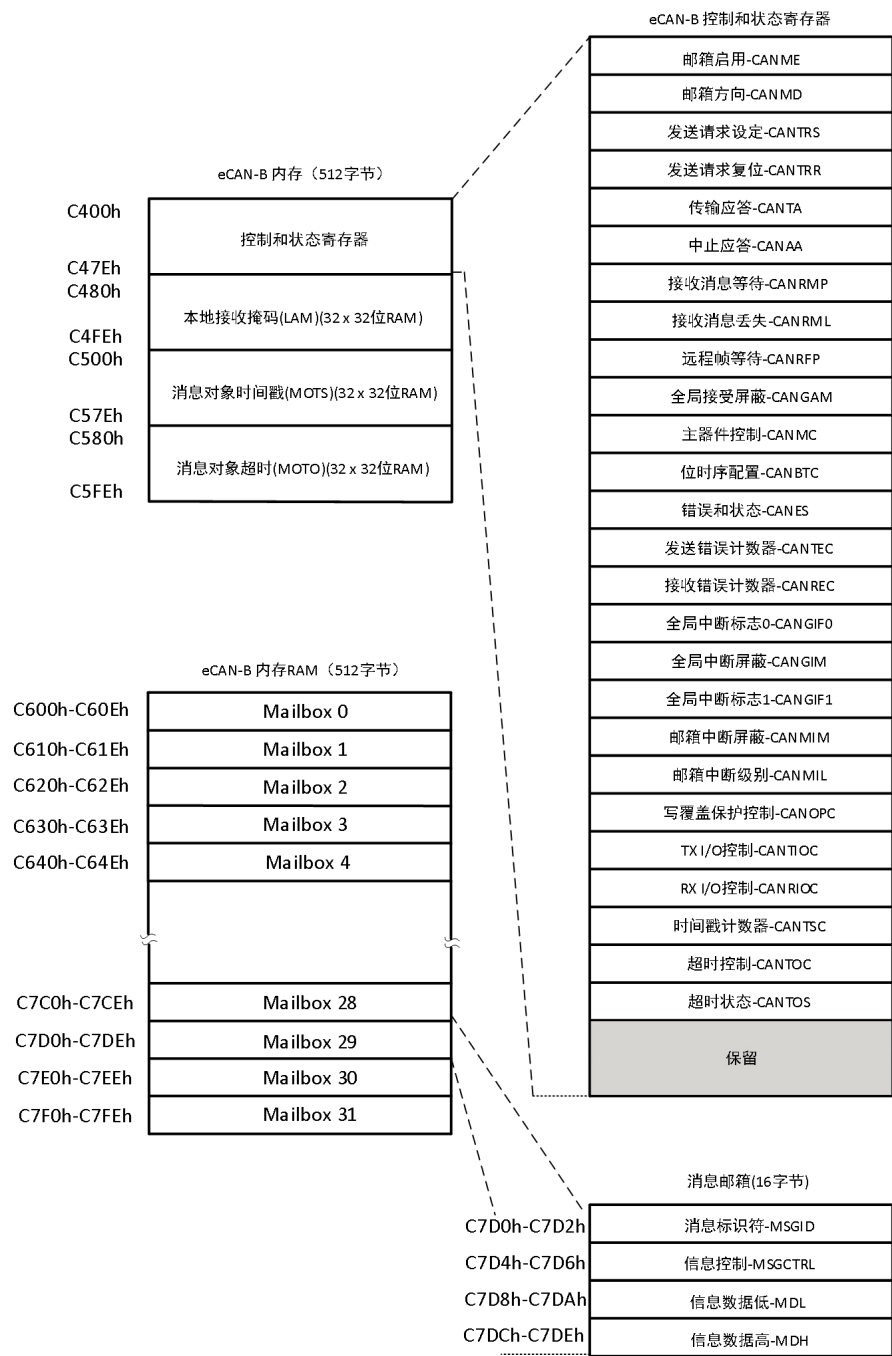 eCAN-B 控制和状态寄存器
邮箱启用-CANME
邮箱方向-CANMD
发送请求设定-CANTRS
发送请求复位-CANTRR
传输应答-CANTA
中止应答-CANAA
接收消息等待-CANRMP
接收消息丢失-CANRML
远程帧等待-CANRFP
全局接受屏蔽-CANGAM
主器件控制-CANMC
位时序配置-CANBTC
错误和状态-CANES
发送错误计数器-CANTEC
接收错误计数器-CANREC
全局中断标志0-CANGIF0
全局中断屏蔽-CANGIM
全局中断标志1-CANGIF1
邮箱中断屏蔽-CANMIM
邮箱中断级别-CANMIL
写覆盖保护控制-CANOPC
TX I/O控制-CANTIOC
RX I/O控制-CANRIOC
时间戳计数器-CANTSC
超时控制-CANTOC
超时状态-CANTOS
保留
eCAN-B 内存（512字节）
C400h
控制和状态寄存器
C47Eh
C480h
本地接收掩码(LAM)(32 x 32位RAM)
C4FEh
C500h
消息对象时间戳(MOTS)(32 x 32位RAM)
C57Eh
C580h
消息对象超时(MOTO)(32 x 32位RAM)
C5FEh
eCAN-B 内存RAM（512字节）
C600h-C60Eh Mailbox 0
C610h-C61Eh Mailbox 1
C620h-C62Eh Mailbox 2
C630h-C63Eh Mailbox 3
C640h-C64Eh Mailbox 4
C7C0h-C7CEh Mailbox 28
C7D0h-C7DEh Mailbox 29
C7E0h-C7EEh Mailbox 30
C7F0h-C7FEh Mailbox 31
消息邮箱(16字节)
C7D0h-C7D2h 消息标识符-MSGID
C7D4h-C7D6h 信息控制-MSGCTRL
C7D8h-C7DAh 信息数据低-MDL
C7DCh-C7DEh 信息数据高-MDH